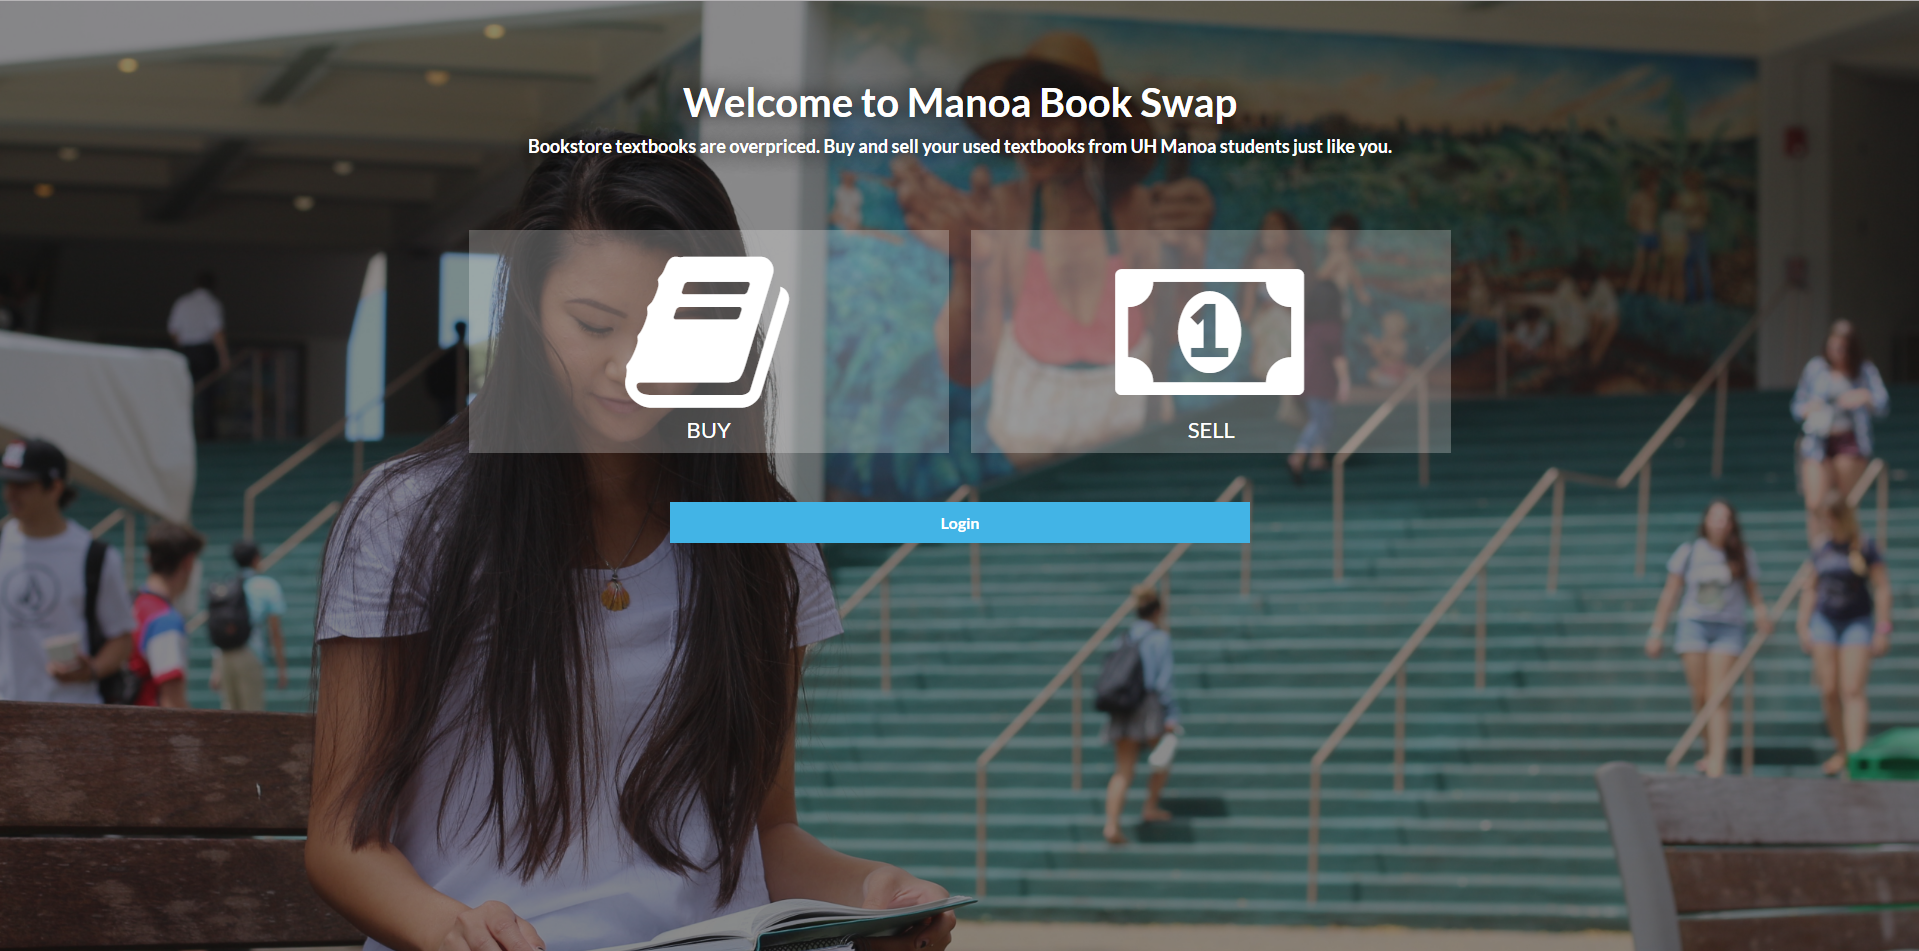 Welcome to Manoa Book Swap
Bookstore textbooks are overpriced. Buy and sell your used textbooks from UH Manoa students just like you.
1
BUY
SELL
Login